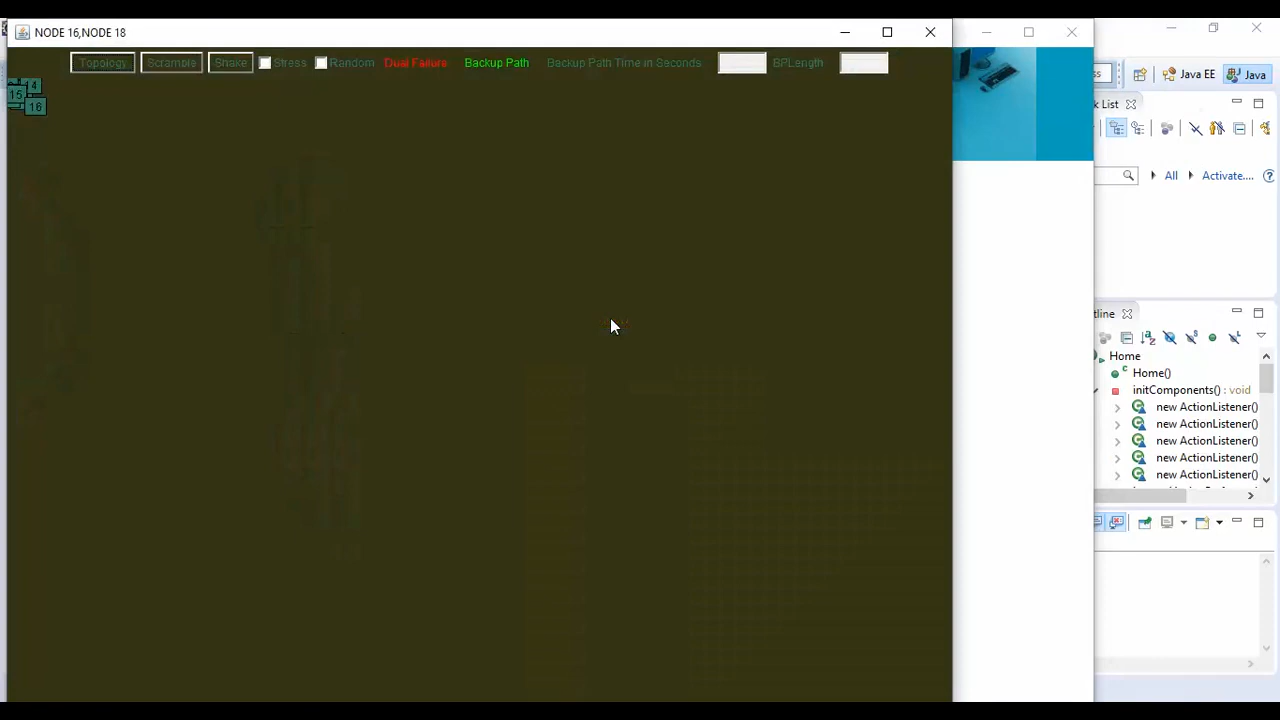 NODE 16,NODE 18
Topology Scramble Shake Stress Random Dual Failure Backup Path Backup Path Time in Seconds BPLength
4
15
16
Java EE Java
List
All Activate....
tline
Home
Home()
initComponents() : void
new ActionListener()
new ActionListener()
new ActionListener()
new ActionListener()
new ActionListener()